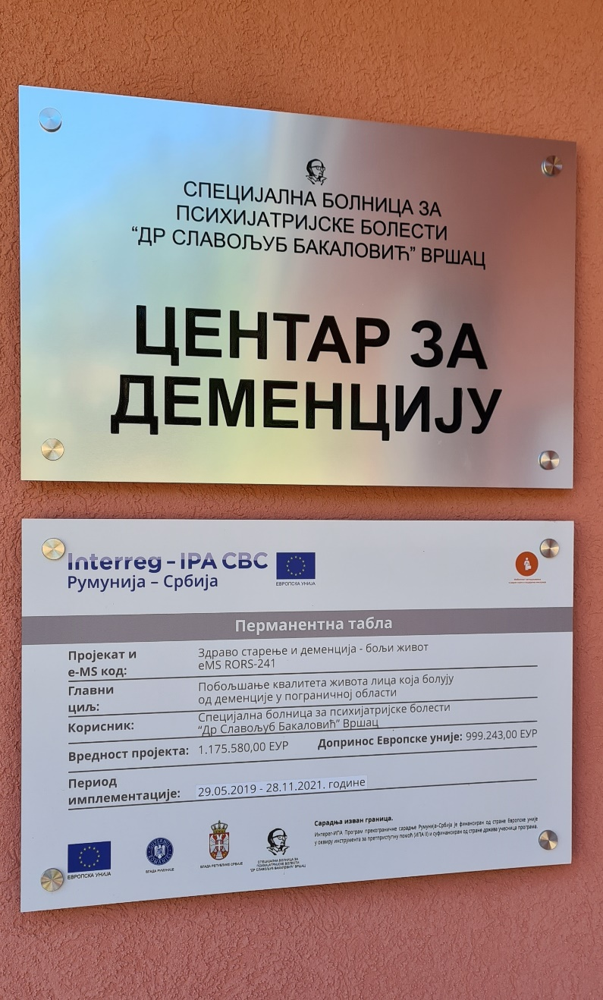 СПЕЦИЈАЛНА БОЛНИЦА ЗА
ПСИХИЈАТРИЈСКЕ БОЛЕСТИ
“ДР СЛАВОЉУБ БАКАЛОВИЋ” ВРШАЦ
ЦЕНТАР ЗА
ДЕМЕНЦИЈУ
Interreg - IPA CBC
Румунија – Србија
ЕВРОПСКА УНИЈА
Перманентна табла
Пројекат и
е-MS код:
Здраво старење и деменција - бољи живот
eMS RORS-241
Главни
циљ:
Побољшање квалитета живота лица која болују
од деменције у пограничној области
Корисник:
Специјална болница за психијатријске болести
“Др Славољуб Бакаловић” Вршац
Вредност пројекта: 1.175.580,00 ЕУР
Допринос Европске уније: 999.243,00 ЕУР
Период
имплементације:
29.05.2019 - 28.11.2021. године
ЕВРОПСКА УНИЈА
ВЛАДА РУМУНИЈЕ
ВЛАДА РЕПУБЛИКЕ СРБИЈЕ
СПЕЦИЈАЛНА БОЛНИЦА ЗА
ПСИХИЈАТРИЈСКЕ БОЛЕСТИ
“ДР СЛАВОЉУБ БАКАЛОВИЋ” ВРШАЦ
Сарадња изван граница.
Интерег-ИПА Програм прекограничне сарадње Румунија–Србија је финансиран од стране Европске уније
у оквиру инструмента за претприступну помоћ (ИПА II) и суфинансиран од стране држава учесница програма.